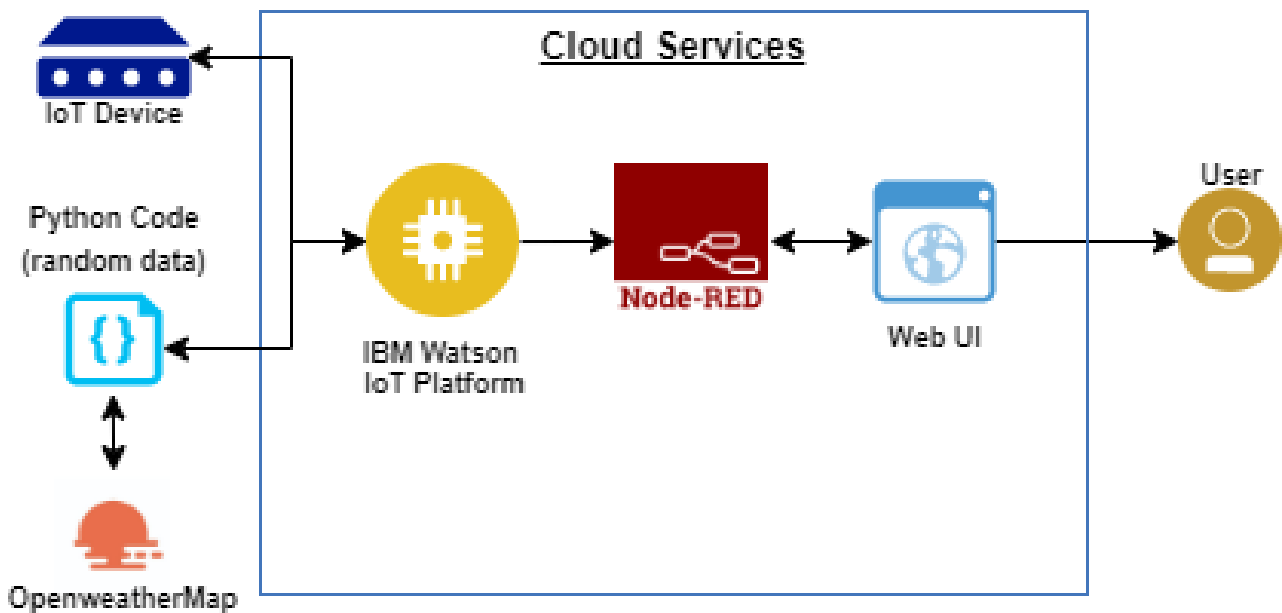 Cloud Services
IoT Device
Python Code
(random data)
OpenweatherMap
IBM Watson
IoT Platform
Node-RED
Web UI
User